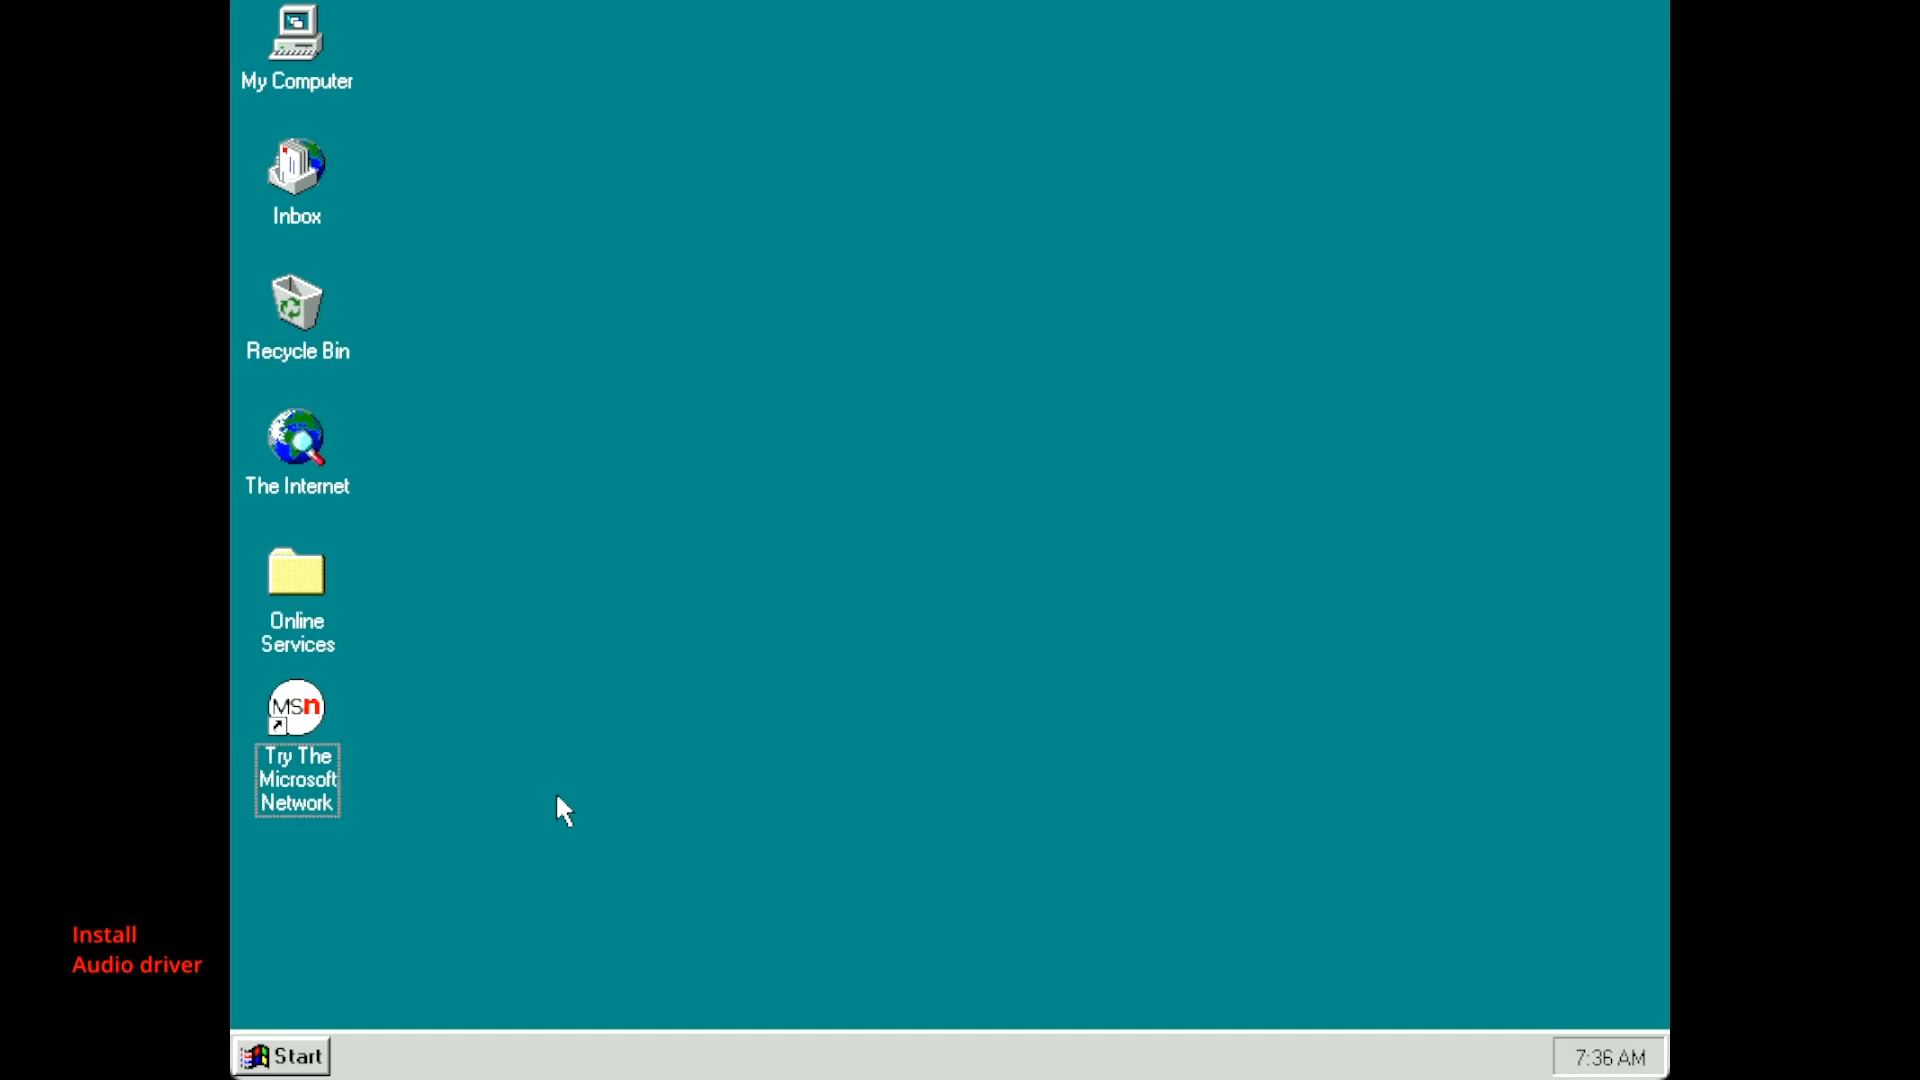 My Computer
Inbox
Recycle Bin
The Internet
Online
Services
MSn
Try The
Microsoft
Network
Install
Audio driver
Start
7:36 AM